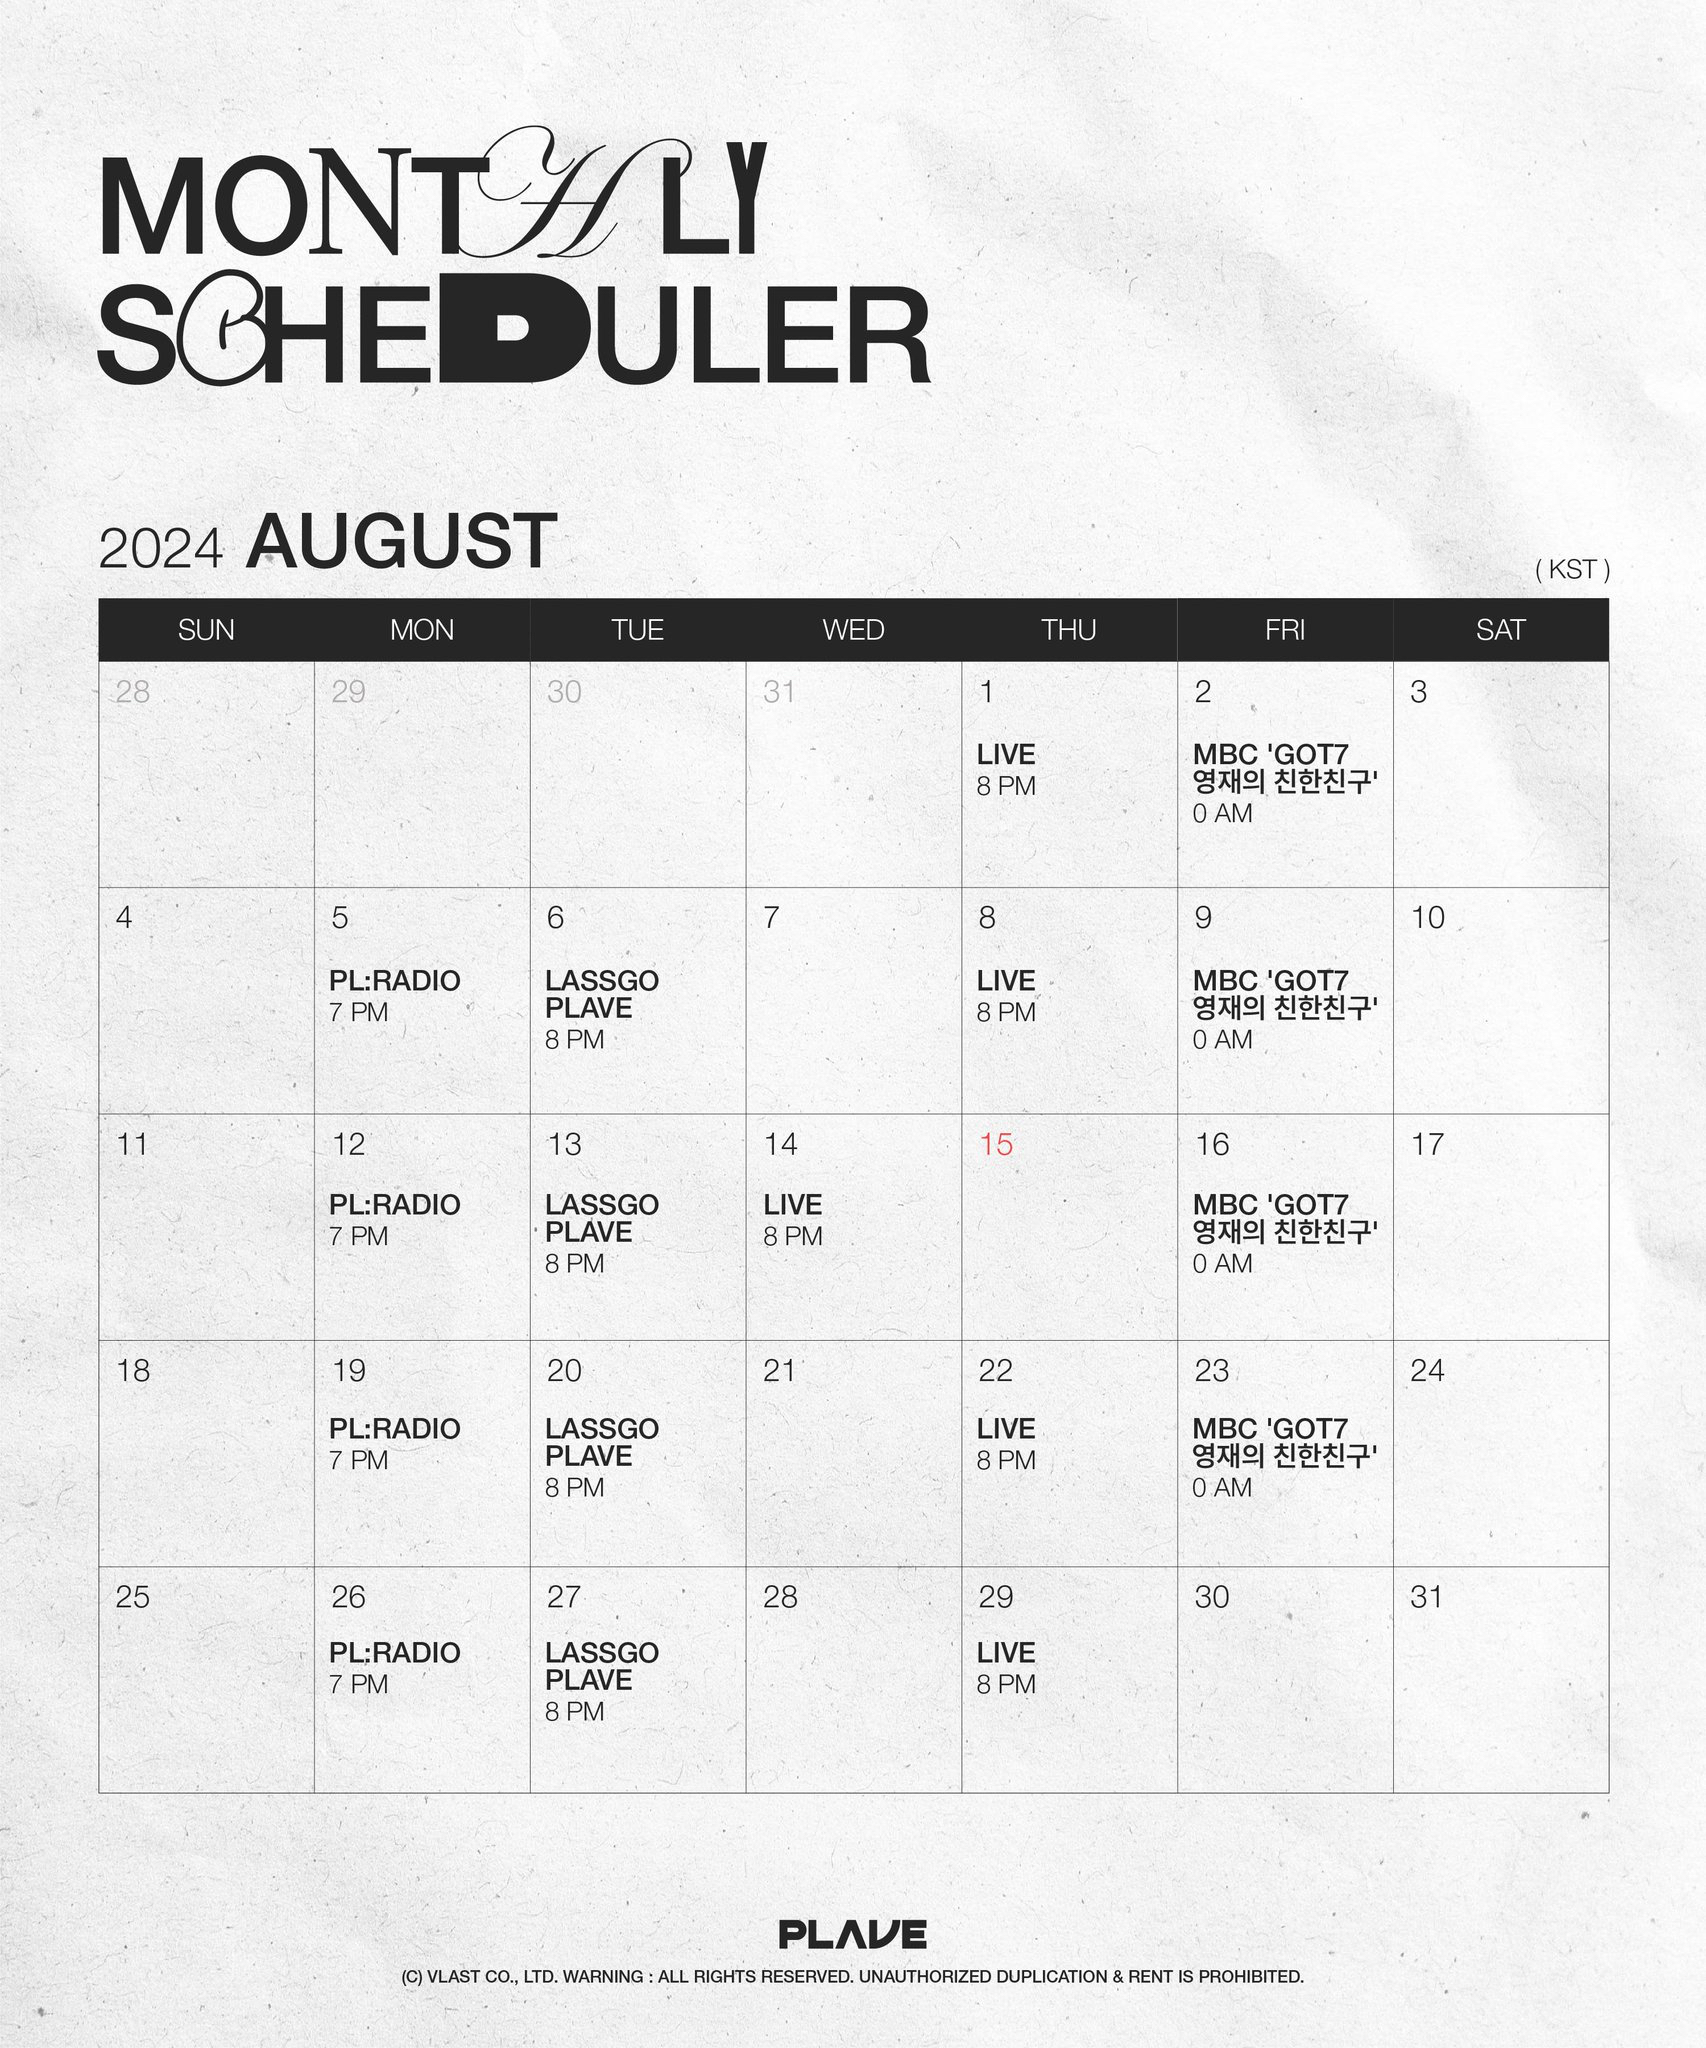 MONTHLY
SCHEDULER
2024 AUGUST
( KST )
SUN MON TUE WED THU FRI SAT
28 29 30 31 1 2 3
LIVE
8 PM
MBC 'GOT7
영재의 친한친구'
0 AM
4 5 6 7 8 9 10
PL:RADIO
7 PM
LASSGO
PLAVE
8 PM
LIVE
8 PM
MBC 'GOT7
영재의 친한친구'
0 AM
11 12 13 14 15 16 17
PL:RADIO
7 PM
LASSGO
PLAVE
8 PM
LIVE
8 PM
MBC 'GOT7
영재의 친한친구'
0 AM
18 19 20 21 22 23 24
PL:RADIO
7 PM
LASSGO
PLAVE
8 PM
LIVE
8 PM
MBC 'GOT7
영재의 친한친구'
0 AM
25 26 27 28 29 30 31
PL:RADIO
7 PM
LASSGO
PLAVE
8 PM
LIVE
8 PM
PLAVE
(C) VLAST CO., LTD. WARNING : ALL RIGHTS RESERVED. UNAUTHORIZED DUPLICATION & RENT IS PROHIBITED.